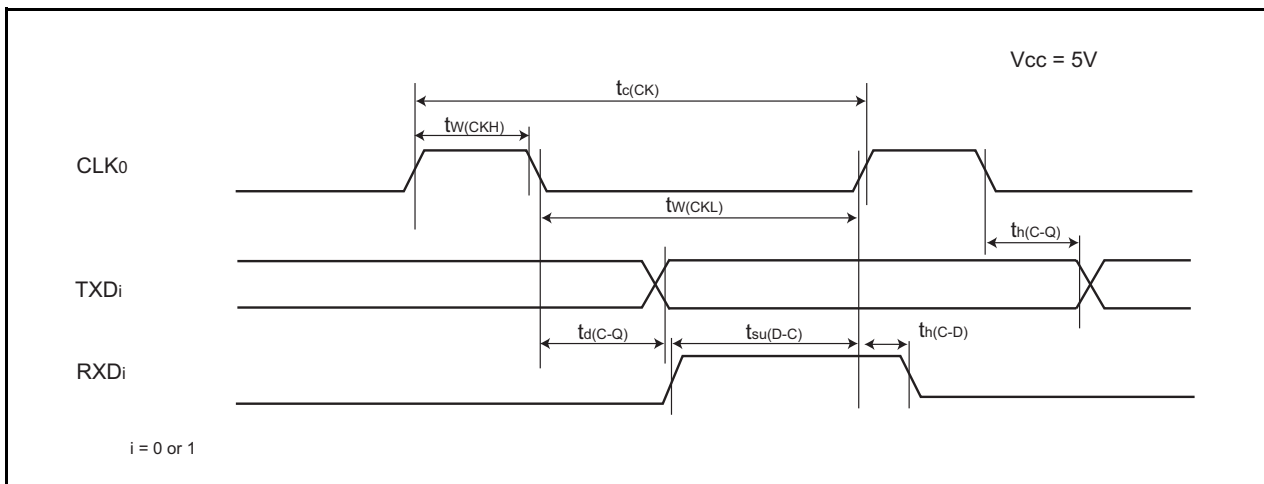 Vcc = 5V
tc(CK)
tW(CKH)
CLK0
tW(CKL)
th(C-Q)
TXDi
td(C-Q)
tsu(D-C)
th(C-D)
RXDi
i = 0 or 1